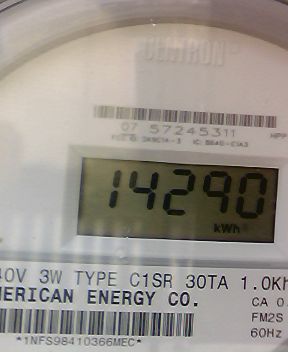 CENTRON
07 57245311
14290
kWh
40V 3W TYPE C1SR 30TA 1.0Kh
MERICAN ENERGY CO.
CA 0.
FM2S
60Hz
*1NFS98410366MEC*